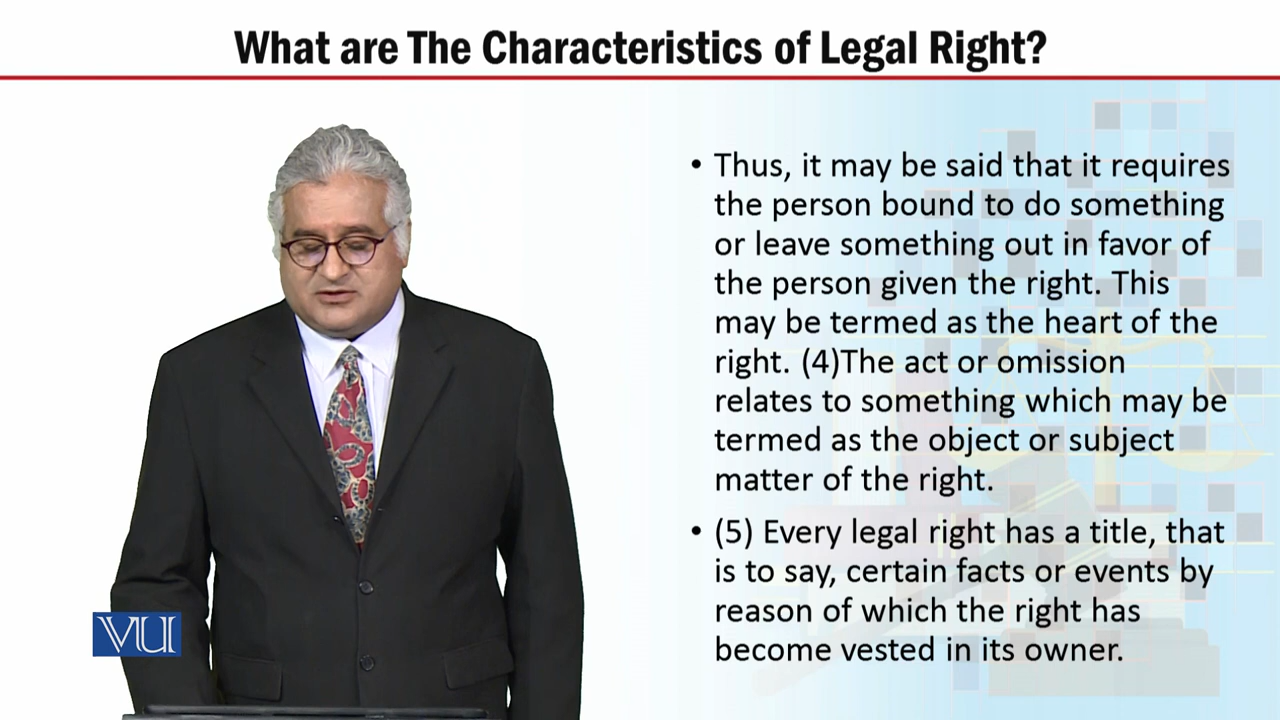 What are The Characteristics of Legal Right?
• Thus, it may be said that it requires
the person bound to do something
or leave something out in favor of
the person given the right. This
may be termed as the heart of the
right. (4)The act or omission
relates to something which may be
termed as the object or subject
matter of the right.
• (5) Every legal right has a title, that
is to say, certain facts or events by
reason of which the right has
become vested in its owner.
VU